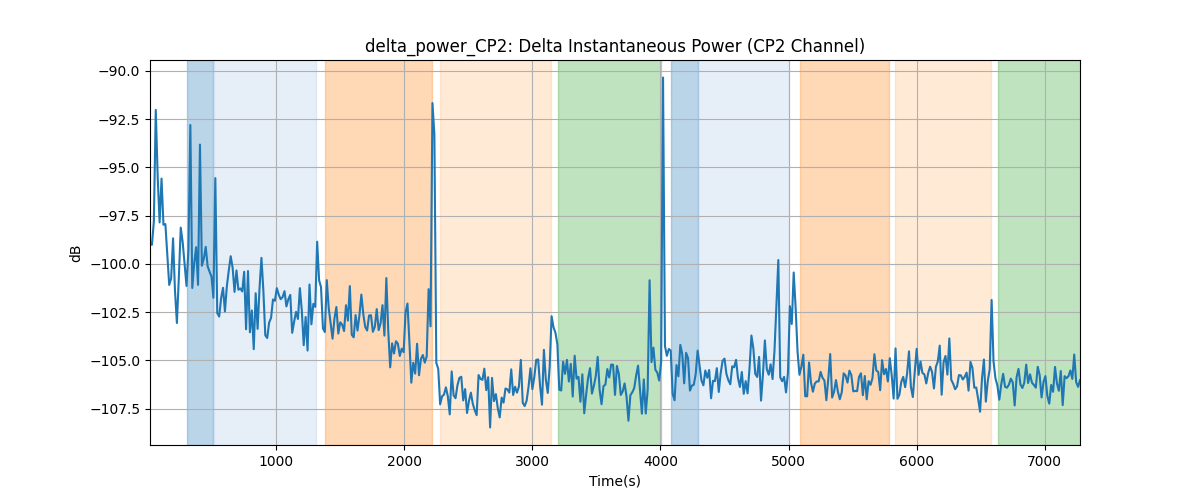 delta_power_CP2: Delta Instantaneous Power (CP2 Channel)
dB
−90.0
−92.5
−95.0
−97.5
−100.0
−102.5
−105.0
−107.5
1000 2000 3000 4000 5000 6000 7000
Time(s)